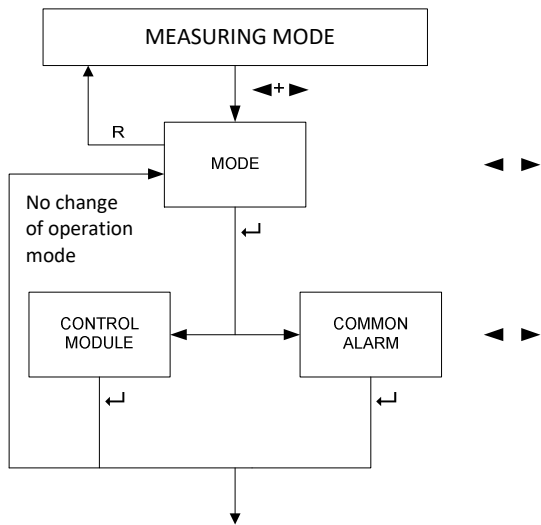 MEASURING MODE
◄+►
R
MODE
◄ ►
No change
of operation
mode
↵
CONTROL
MODULE
COMMON
ALARM
◄ ►
↵
↵